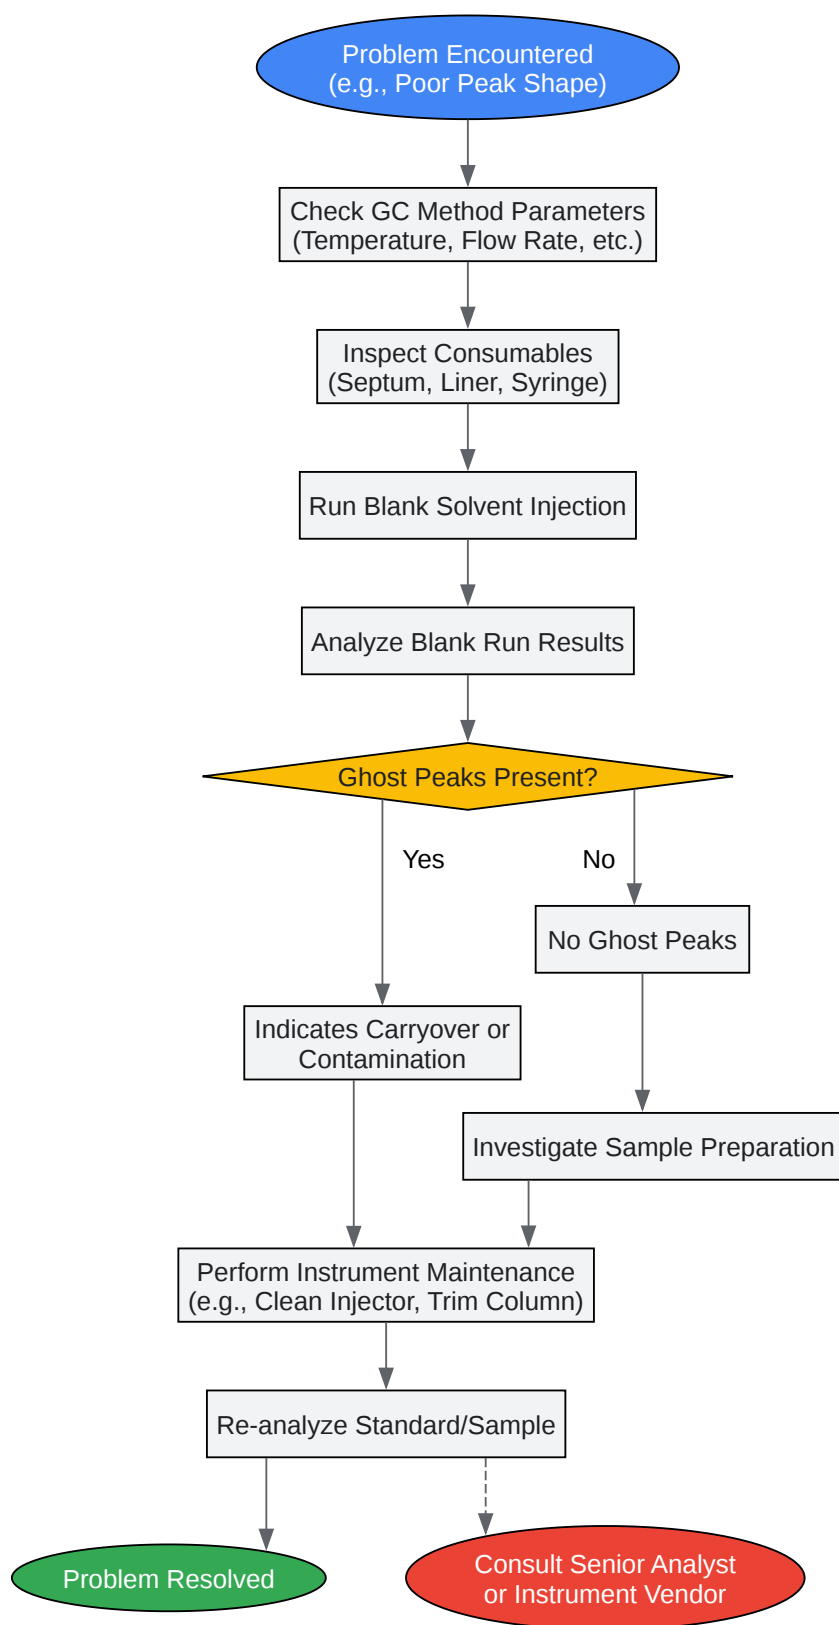 Problem Encountered
(e.g., Poor Peak Shape)
Check GC Method Parameters
(Temperature, Flow Rate, etc.)
Inspect Consumables
(Septum, Liner, Syringe)
Run Blank Solvent Injection
Analyze Blank Run Results
Ghost Peaks Present?
Yes
No
No Ghost Peaks
Indicates Carryover or
Contamination
Investigate Sample Preparation
Perform Instrument Maintenance
(e.g., Clean Injector, Trim Column)
Re-analyze Standard/Sample
Problem Resolved
Consult Senior Analyst
or Instrument Vendor